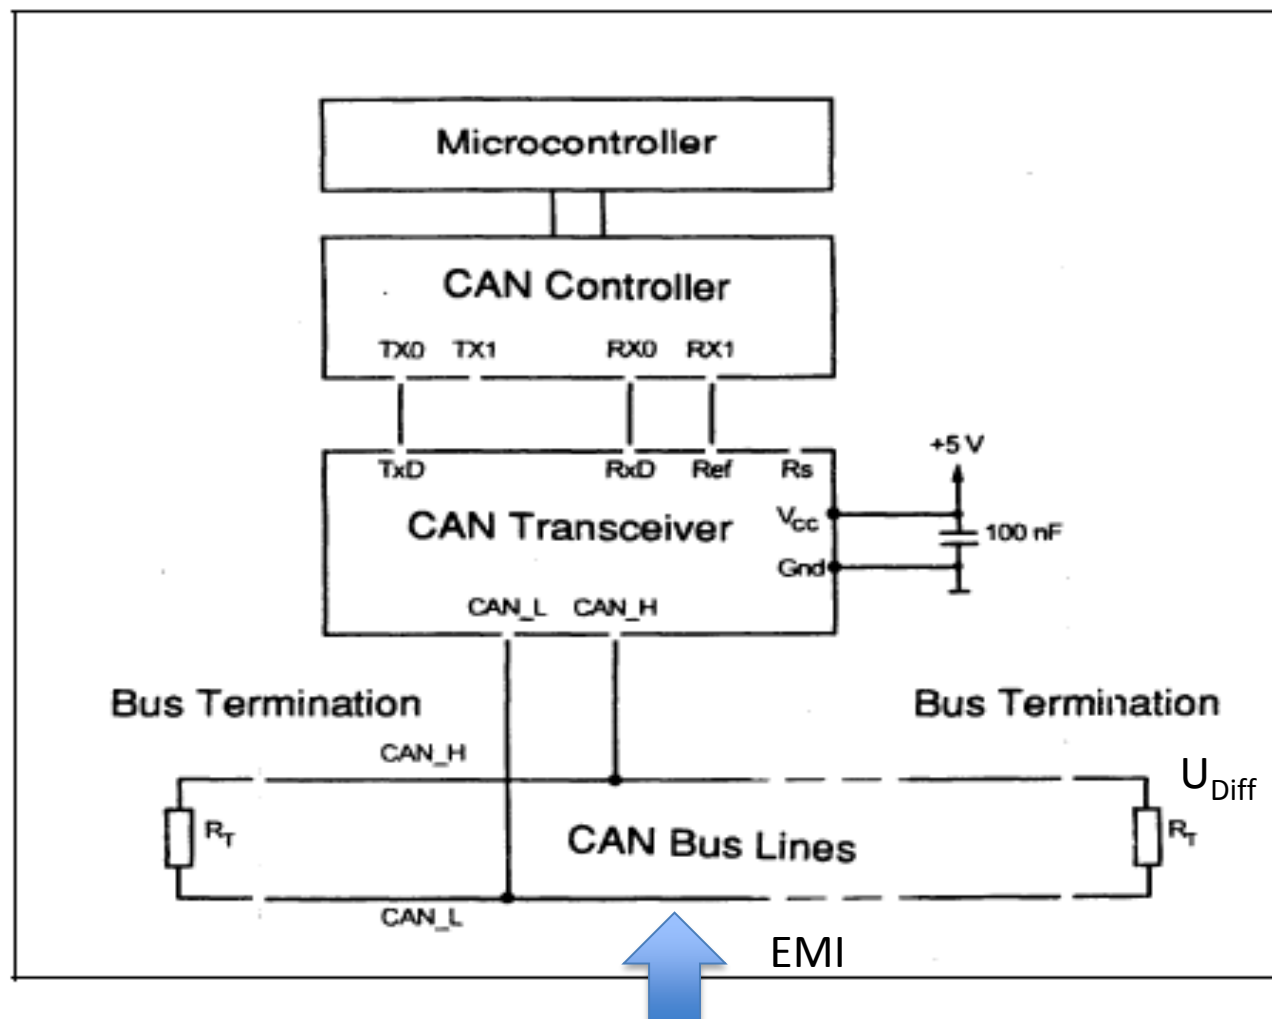 Microcontroller
CAN Controller
TX0 TX1 RX0 RX1
+5 V
TxD RxD Ref Rs
CAN Transceiver
VCC
100 nF
Gnd
CAN_L CAN_H
Bus Termination
Bus Termination
CAN_H
UDiff
RT
CAN Bus Lines
RT
CAN_L
EMI